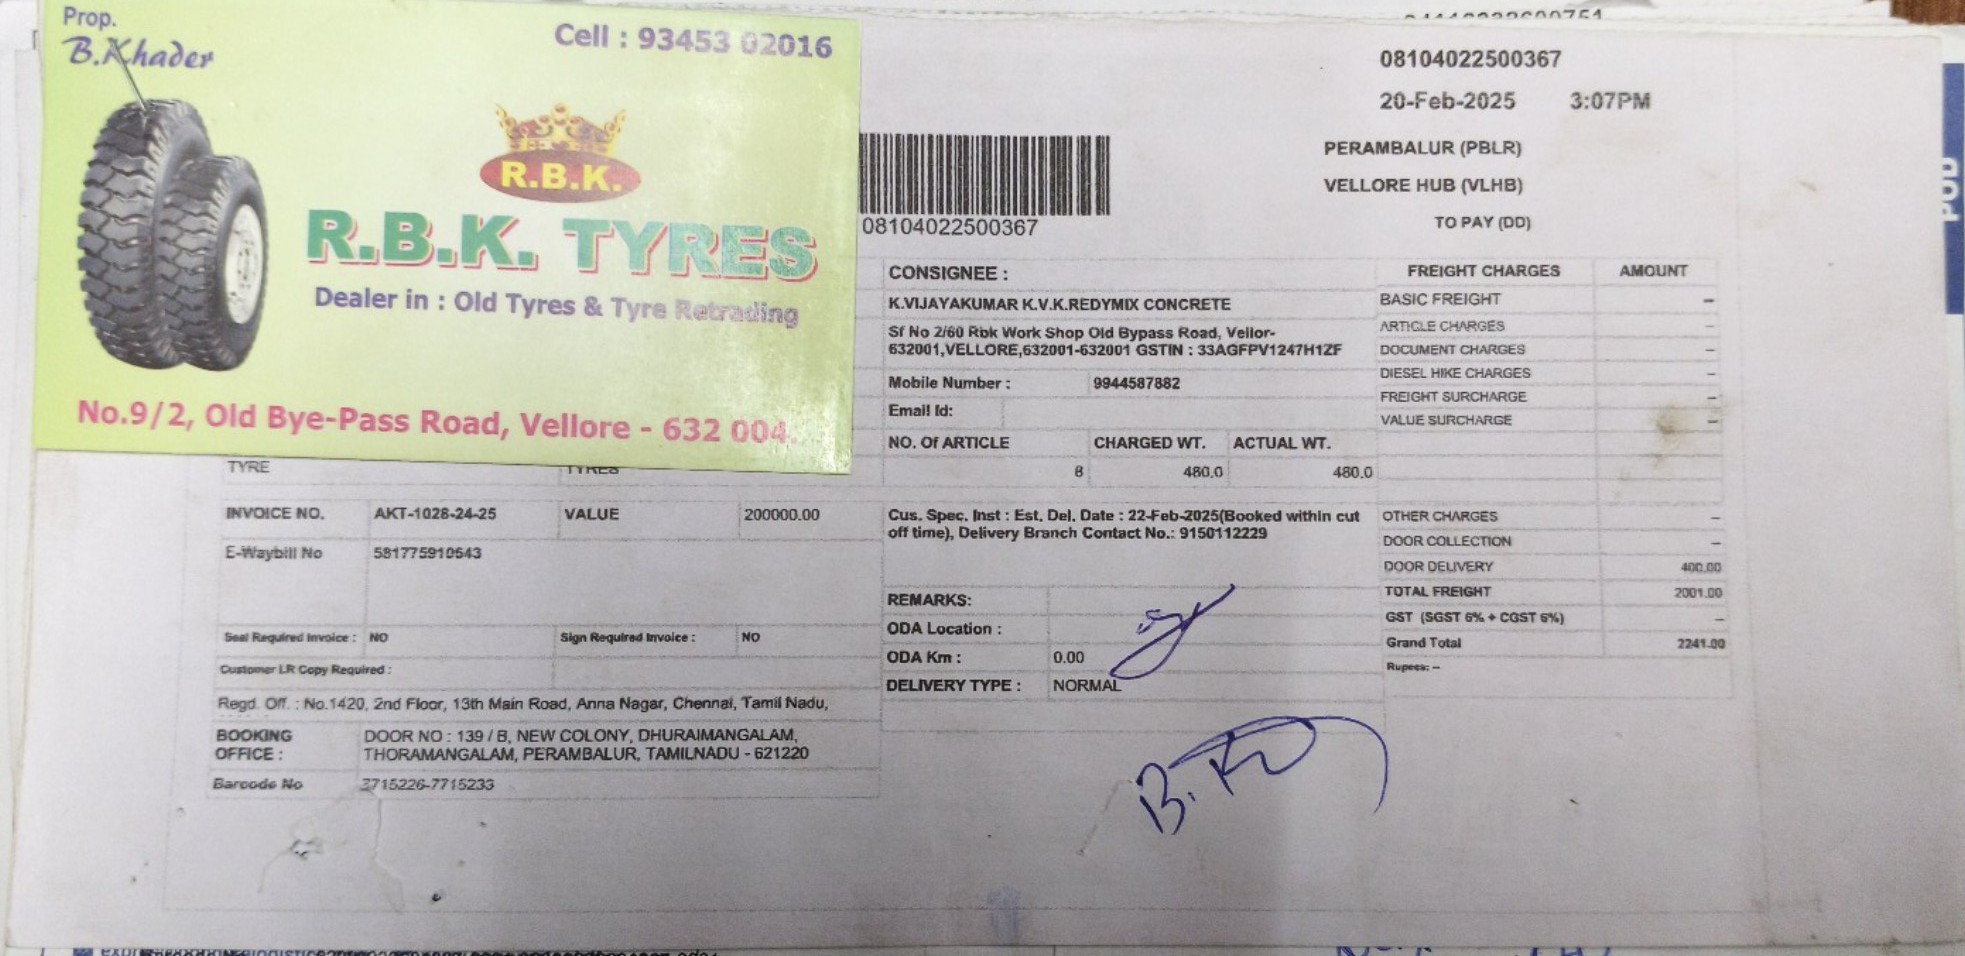 Prop.
B.Khader
Cell : 93453 02016
R.B.K.
R.B.K. TYRES
Dealer in : Old Tyres & Tyre Retrading
No.9/2, Old Bye-Pass Road, Vellore - 632 004.
08104022500367
20-Feb-2025 3:07PM
PERAMBALUR (PBLR)
VELLORE HUB (VLHB)
TO PAY (DD)
08104022500367
POD
CONSIGNEE :
K.VIJAYAKUMAR K.V.K.REDYMIX CONCRETE
Sf No 2/60 Rbk Work Shop Old Bypass Road, Vellor-
632001,VELLORE,632001-632001 GSTIN : 33AGFPV1247H1ZF
Mobile Number : 9944587882
Email Id:
NO. Of ARTICLE CHARGED WT. ACTUAL WT.
8 480.0 480.0
FREIGHT CHARGES AMOUNT
BASIC FREIGHT –
ARTICLE CHARGES –
DOCUMENT CHARGES –
DIESEL HIKE CHARGES –
FREIGHT SURCHARGE –
VALUE SURCHARGE –
OTHER CHARGES –
DOOR COLLECTION –
DOOR DELIVERY 400.00
TOTAL FREIGHT 2001.00
GST (SGST 6% + CGST 6%) –
Grand Total 2241.00
Rupees: –
TYRE TYRES
INVOICE NO. AKT-1028-24-25 VALUE 200000.00
E-Waybill No 581775910543
Seal Required Invoice : NO Sign Required Invoice : NO
Customer LR Copy Required :
Regd. Off. : No.1420, 2nd Floor, 13th Main Road, Anna Nagar, Chennai, Tamil Nadu,
BOOKING OFFICE : DOOR NO : 139 / B, NEW COLONY, DHURAIMANGALAM,
THORAMANGALAM, PERAMBALUR, TAMILNADU - 621220
Barcode No 7715226-7715233
Cus. Spec. Inst : Est. Del. Date : 22-Feb-2025(Booked within cut
off time), Delivery Branch Contact No.: 9150112229
REMARKS:
ODA Location :
ODA Km : 0.00
DELIVERY TYPE : NORMAL